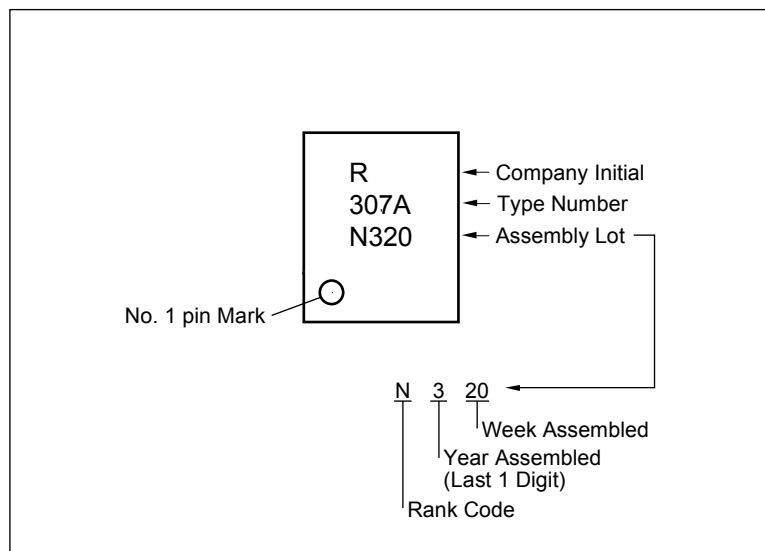 R
307A
N320
Company Initial
Type Number
Assembly Lot
No. 1 pin Mark
N 3 20
Week Assembled
Year Assembled
(Last 1 Digit)
Rank Code